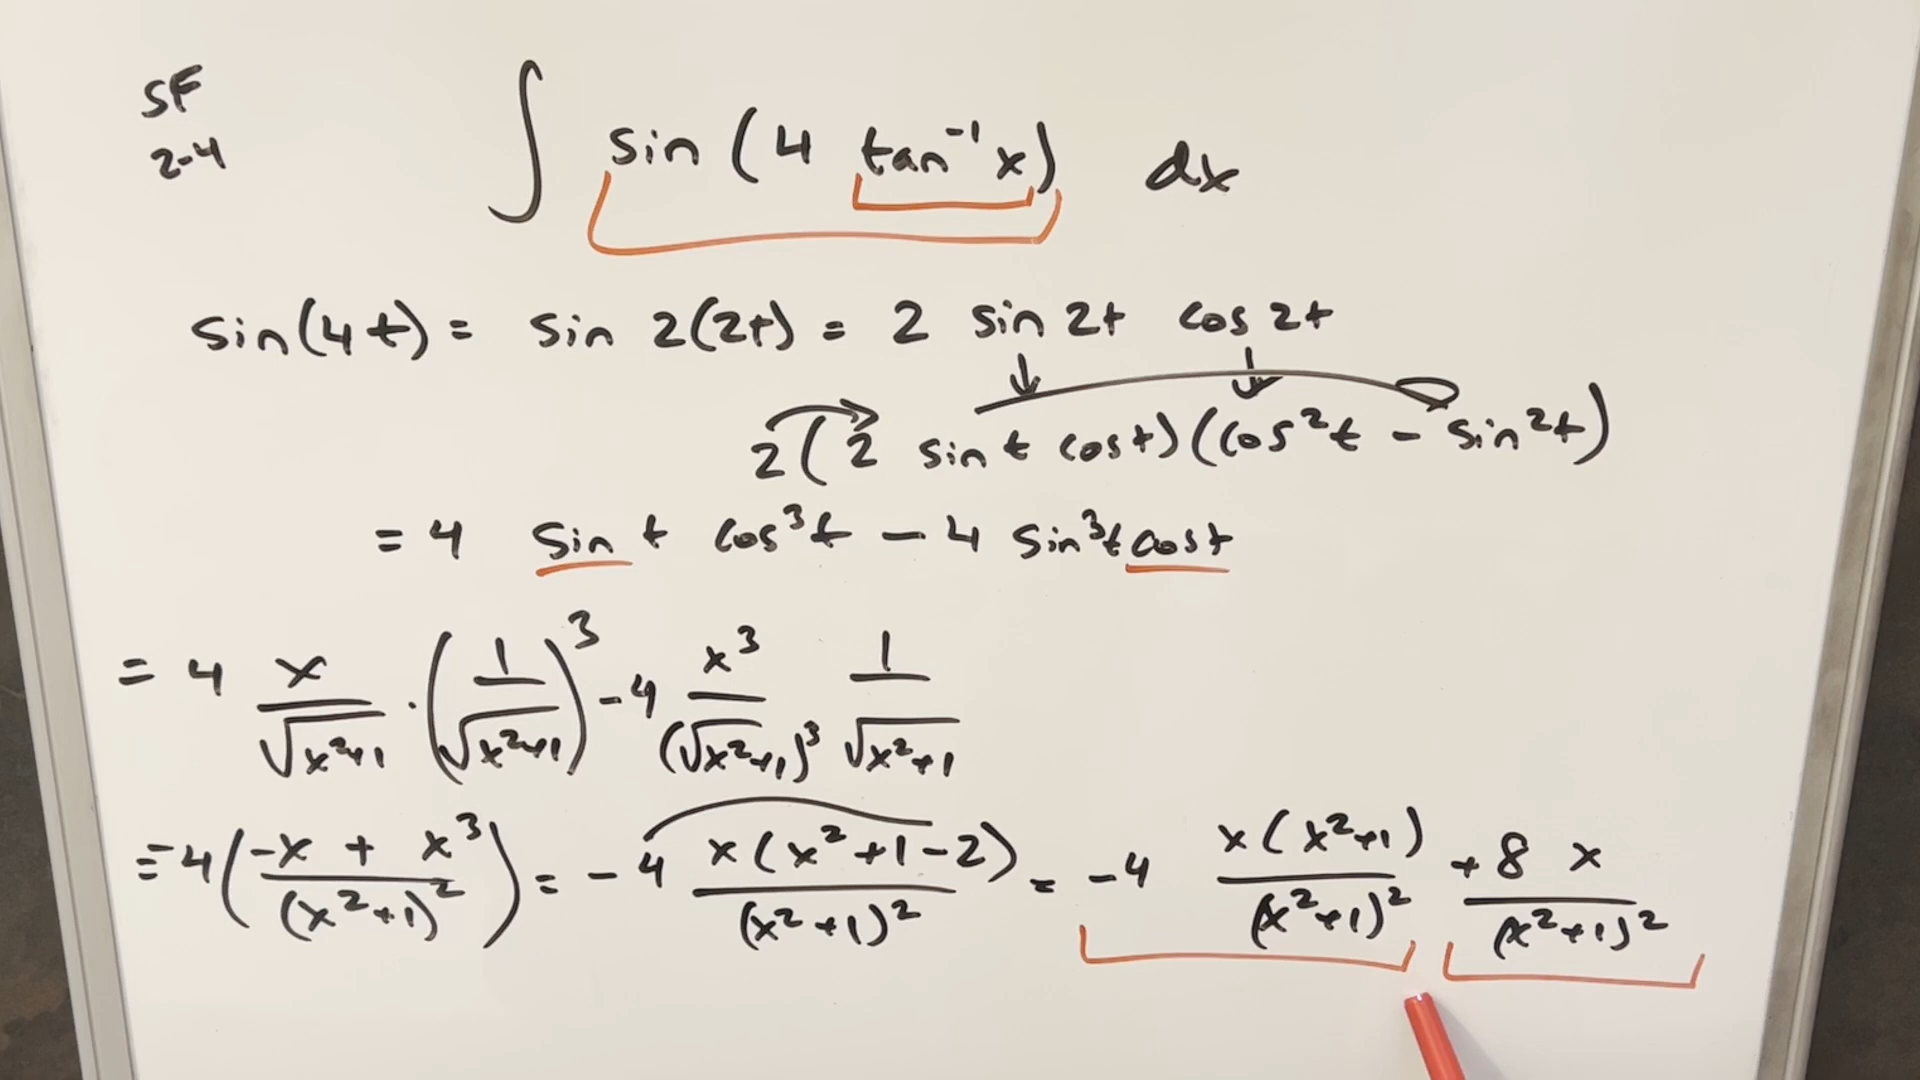 SF
2-4
∫ sin (4 tan⁻¹ x) dx
sin(4t) = sin 2(2t) = 2 sin 2t cos 2t
2(2 sin t cos t)(cos²t - sin²t)
= 4 sin t cos³t - 4 sin³t cos t
= 4 x/√(x²+1) · (1/√(x²+1))³ - 4 x³/(√(x²+1))³ 1/√(x²+1)
= -4(-x + x³/(x²+1)²) = -4 x(x²+1-2)/(x²+1)² = -4 x(x²+1)/(x²+1)² + 8 x/(x²+1)²